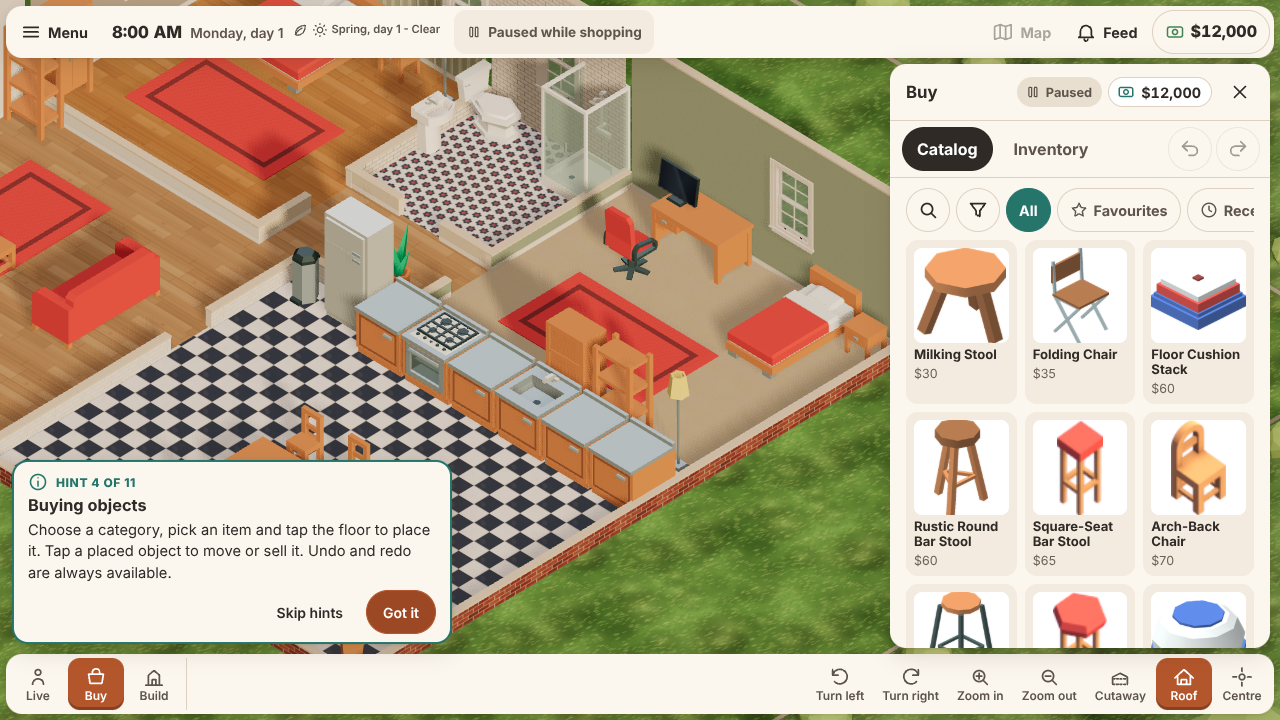 Menu
8:00 AM Monday, day 1
Spring, day 1 - Clear
Paused while shopping
Map
Feed
$12,000
Buy
Paused
$12,000
Catalog
Inventory
All
Favourites
Rece
Milking Stool
$30
Folding Chair
$35
Floor Cushion
Stack
$60
Rustic Round
Bar Stool
$60
Square-Seat
Bar Stool
$65
Arch-Back
Chair
$70
HINT 4 OF 11
Buying objects
Choose a category, pick an item and tap the floor to place
it. Tap a placed object to move or sell it. Undo and redo
are always available.
Skip hints
Got it
Live
Buy
Build
Turn left
Turn right
Zoom in
Zoom out
Cutaway
Roof
Centre